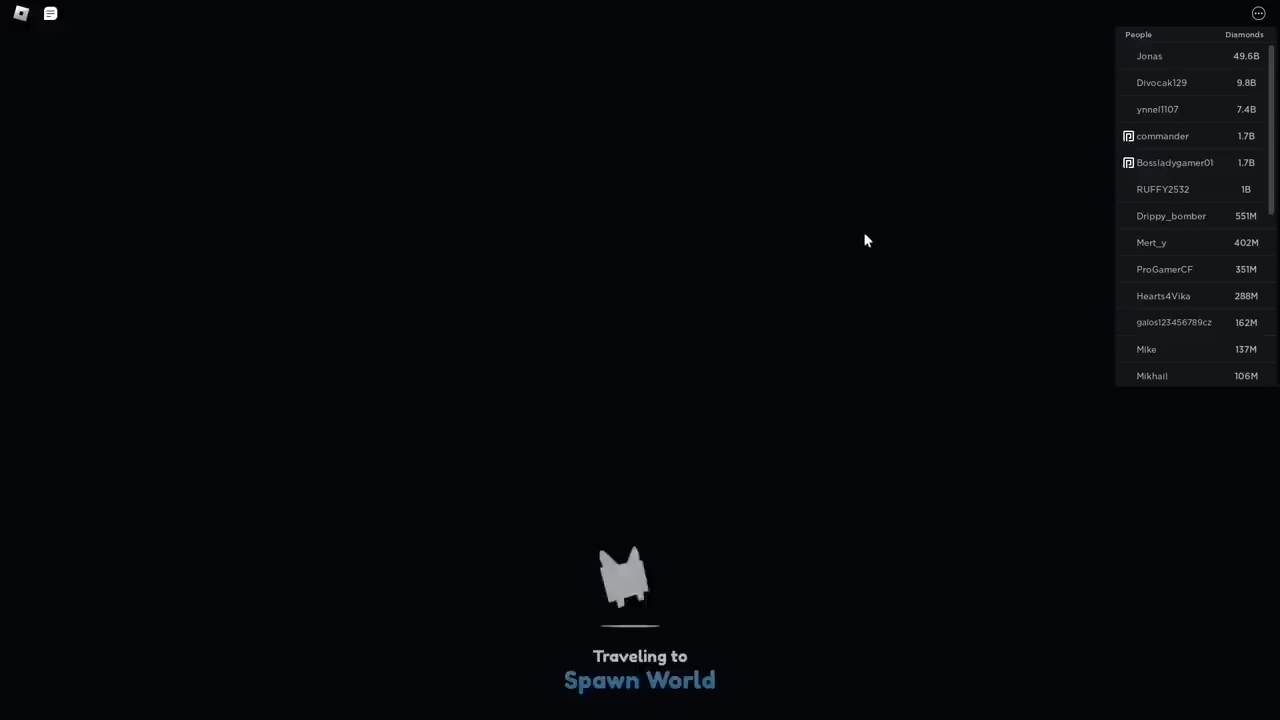 People Diamonds
Jonas 49.6B
Divocak129 9.8B
ynnel1107 7.4B
commander 1.7B
Bossladygamer01 1.7B
RUFFY2532 1B
Drippy_bomber 551M
Mert_y 402M
ProGamerCF 351M
Hearts4Vika 288M
galos123456789cz 162M
Mike 137M
Mikhail 106M
Traveling to
Spawn World